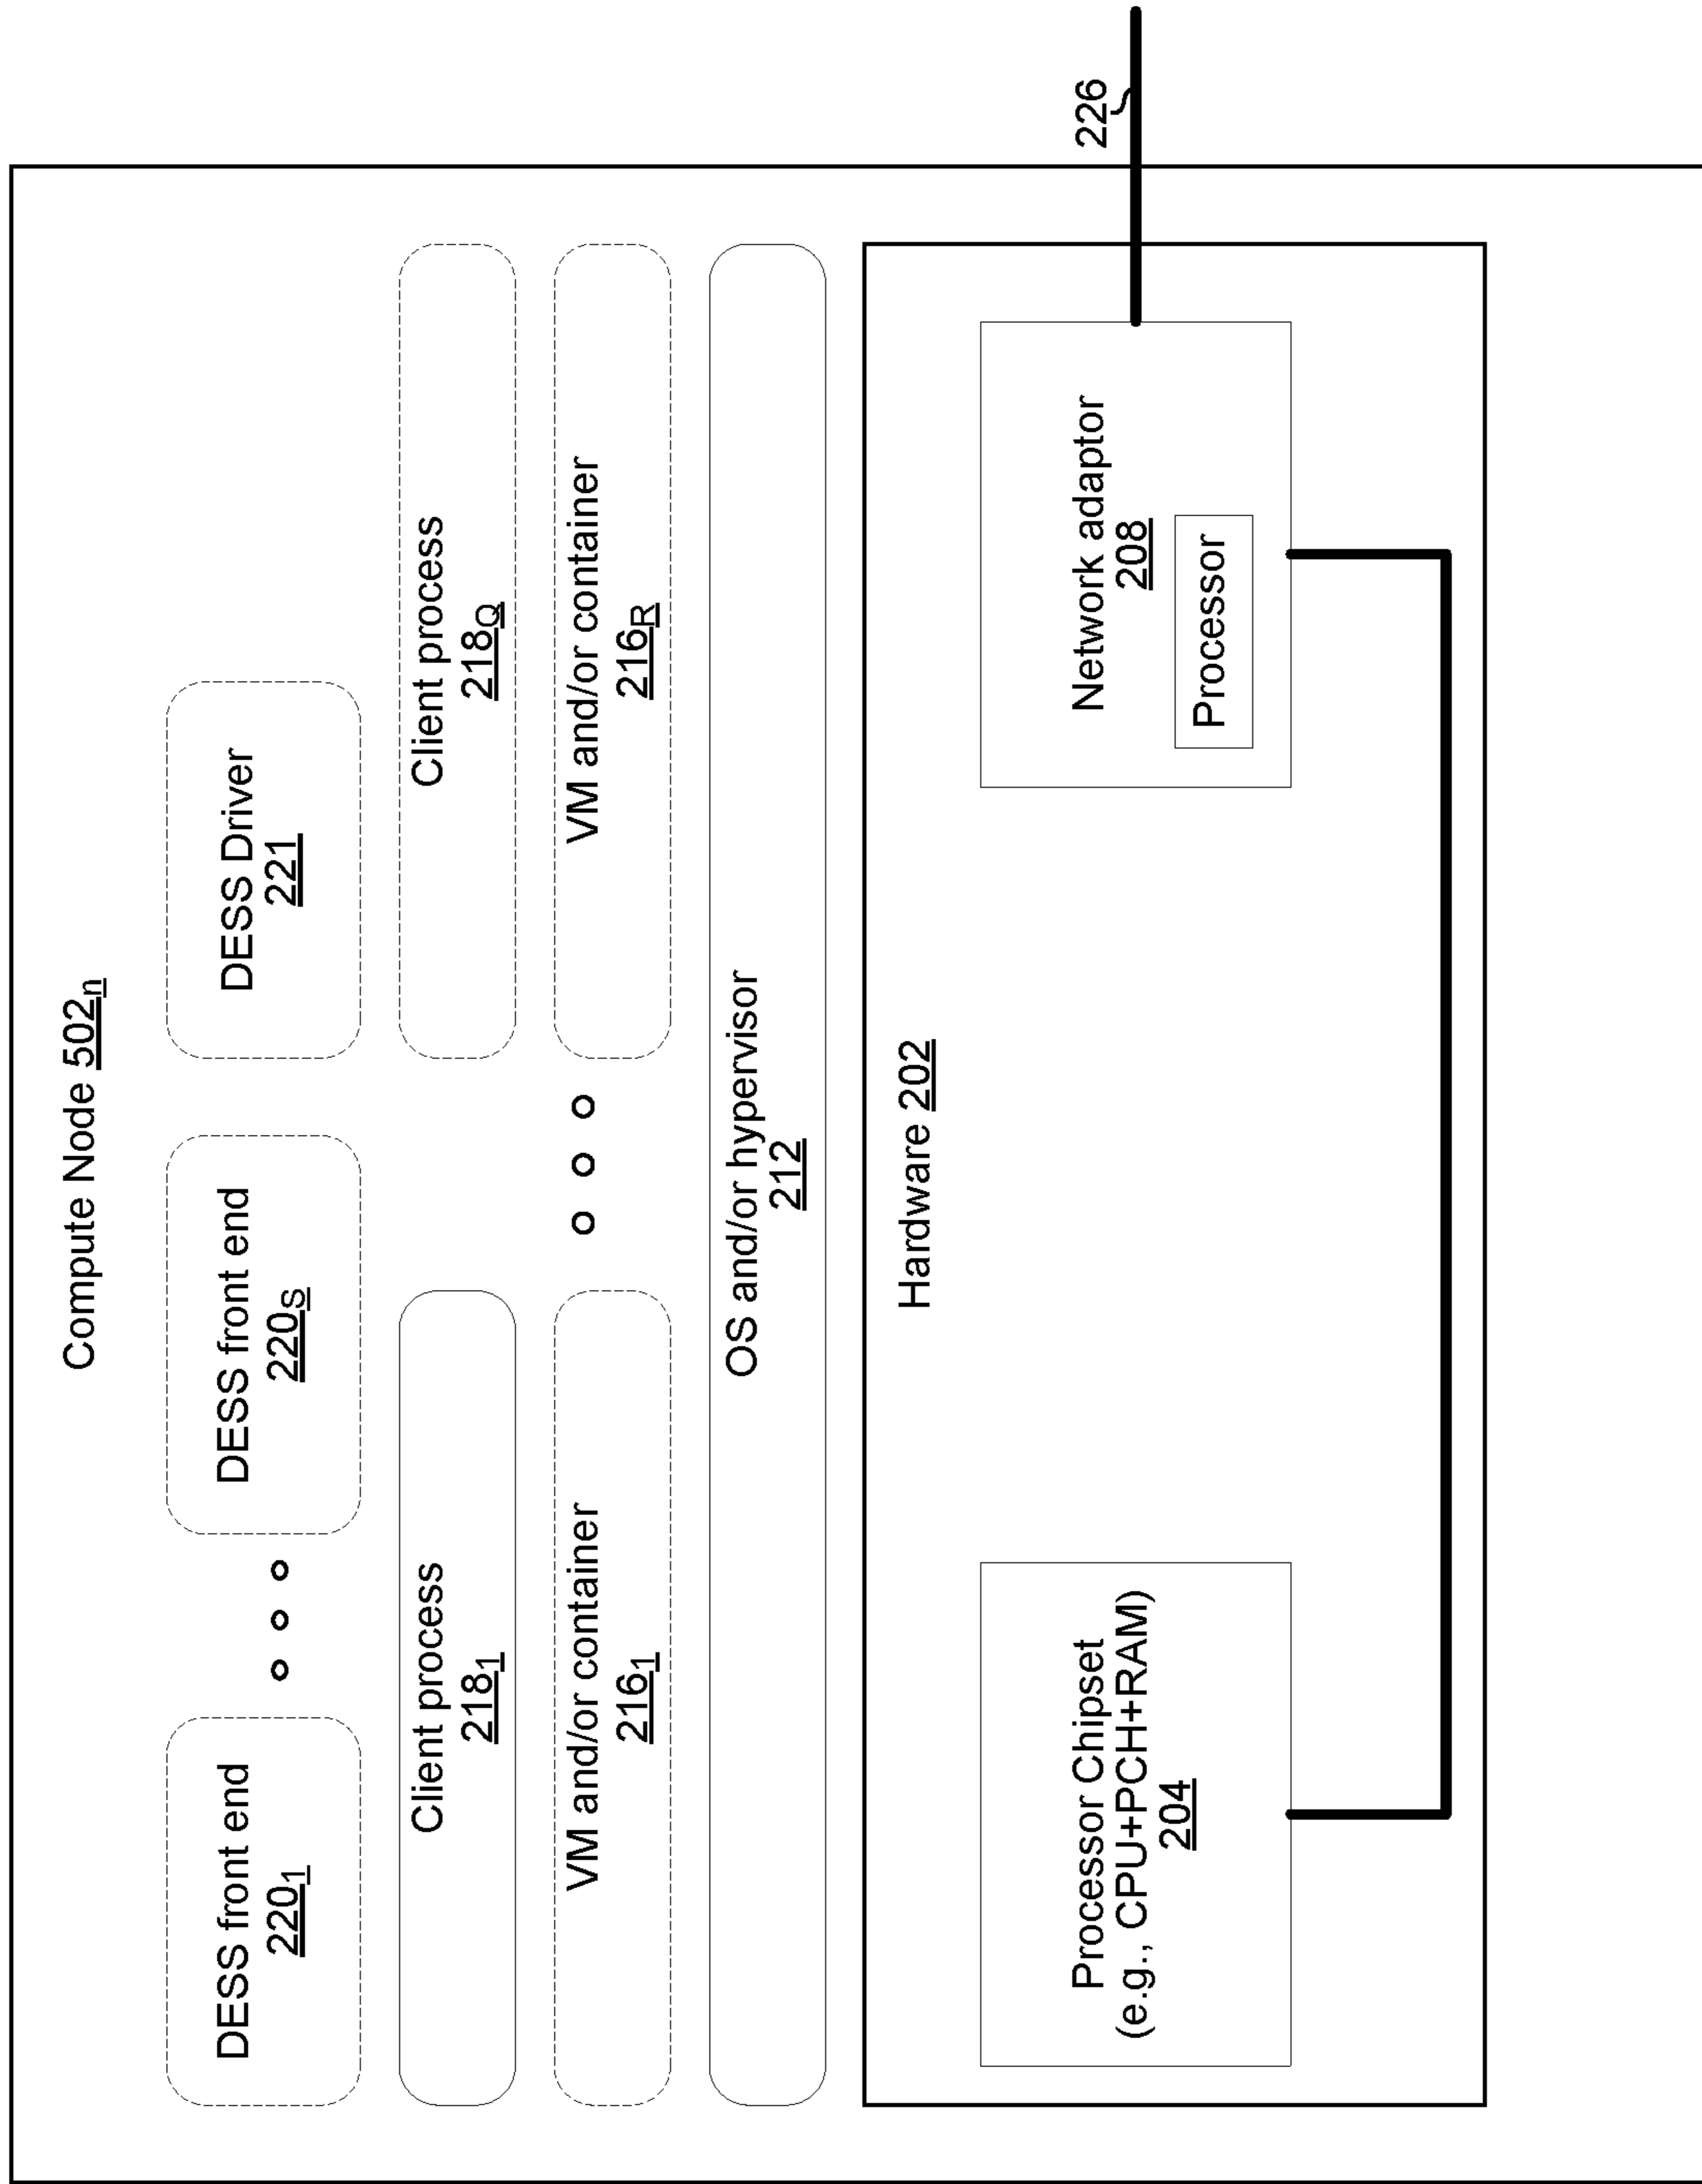 Compute Node 502n
DESS front end
2201
DESS front end
220S
DESS Driver
221
Client process
2181
Client process
218Q
VM and/or container
2161
VM and/or container
216R
OS and/or hypervisor
212
Hardware 202
Processor Chipset
(e.g., CPU+PCH+RAM)
204
Network adaptor
208
Processor
226